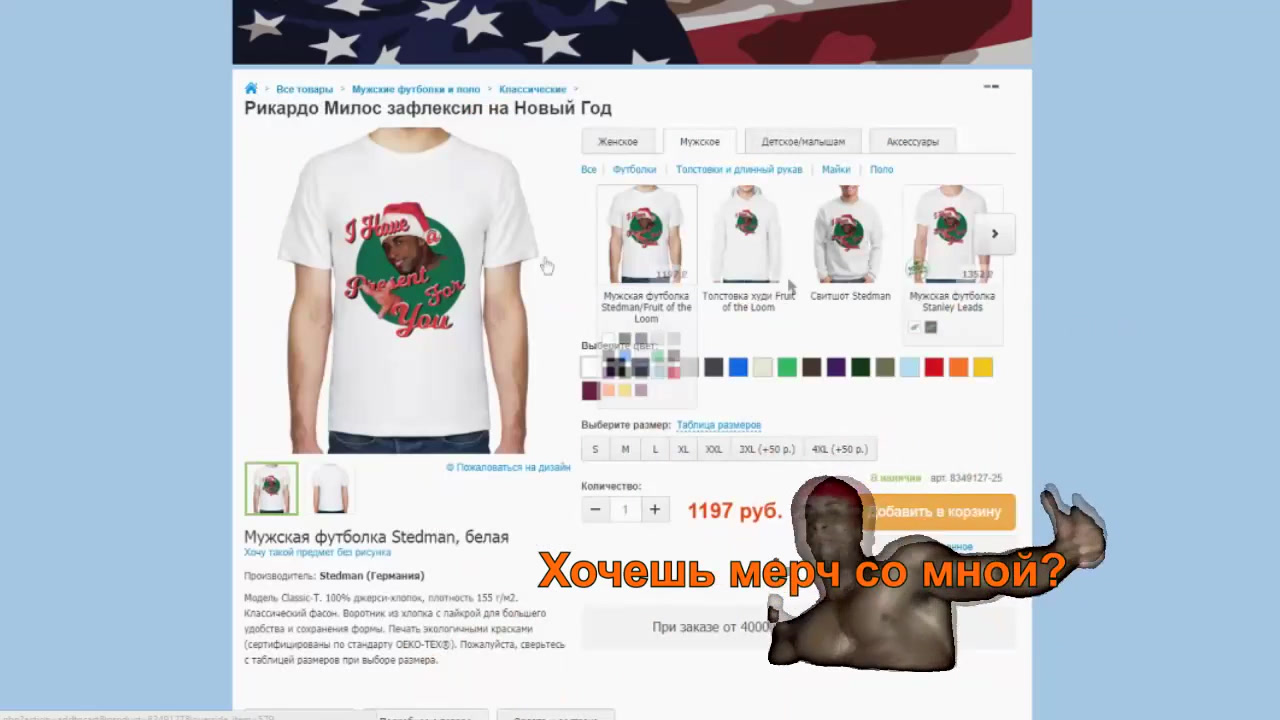 Все товары > Мужские футболки и поло > Классические >
Рикардо Милос зафлексил на Новый Год
Женское
Мужское
Детское/малышам
Аксессуары
Все
Футболки
Толстовки и длинный рукав
Майки
Поло
I Have
a
Present
For
You
1197 ₽
1352 ₽
Мужская футболка
Stedman/Fruit of the
Loom
Толстовка худи Fruit
of the Loom
Свитшот Stedman
Мужская футболка
Stanley Leads
Выберите цвет:
Выберите размер: Таблица размеров
S
M
L
XL
XXL
3XL (+50 р.)
4XL (+50 р.)
Пожаловаться на дизайн
В наличии арт. 8349127-25
Количество:
− 1 +
1197 руб.
Добавить в корзину
Мужская футболка Stedman, белая
Хочу такой предмет без рисунка
Хочешь мерч со мной?
Производитель: Stedman (Германия)
Модель Classic-T. 100% джерси-хлопок, плотность 155 г/м2.
Классический фасон. Воротник из хлопка с лайкрой для большего
удобства и сохранения формы. Печать экологичными красками
(сертифицированы по стандарту OEKO-TEX®). Пожалуйста, сверьтесь
с таблицей размеров при выборе размера.
При заказе от 4000